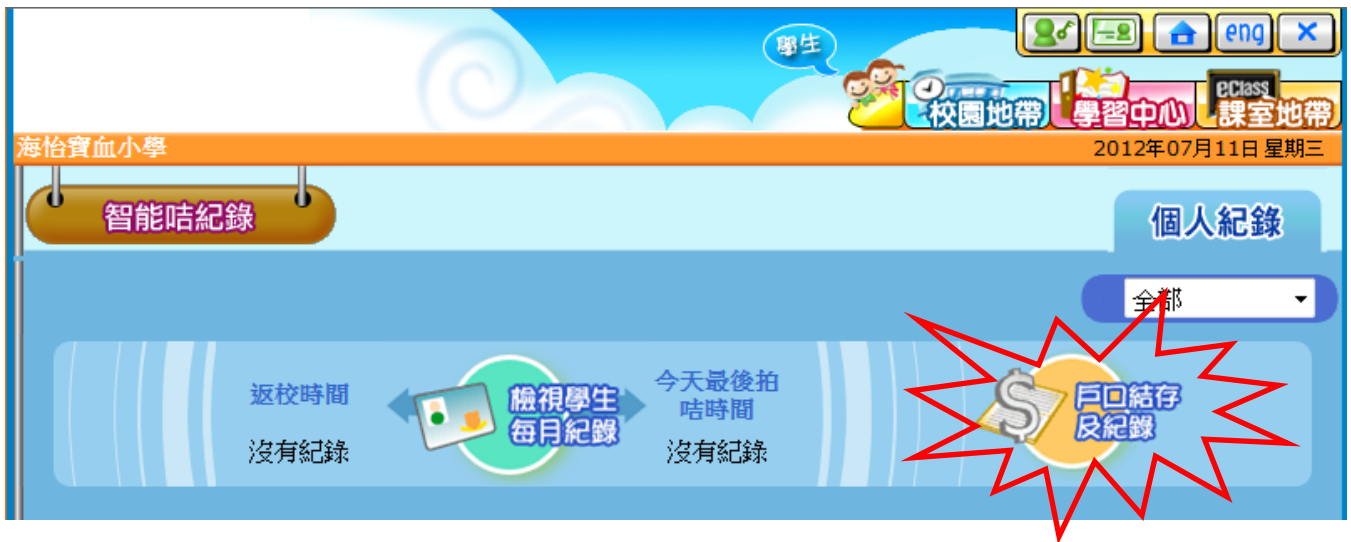 學生
eng
校園地帶
學習中心
eClass
課室地帶
海怡寶血小學
2012年07月11日 星期三
智能咭紀錄
個人紀錄
全部
返校時間
沒有紀錄
檢視學生
每月紀錄
今天最後拍
咭時間
沒有紀錄
$
戶口結存
及紀錄